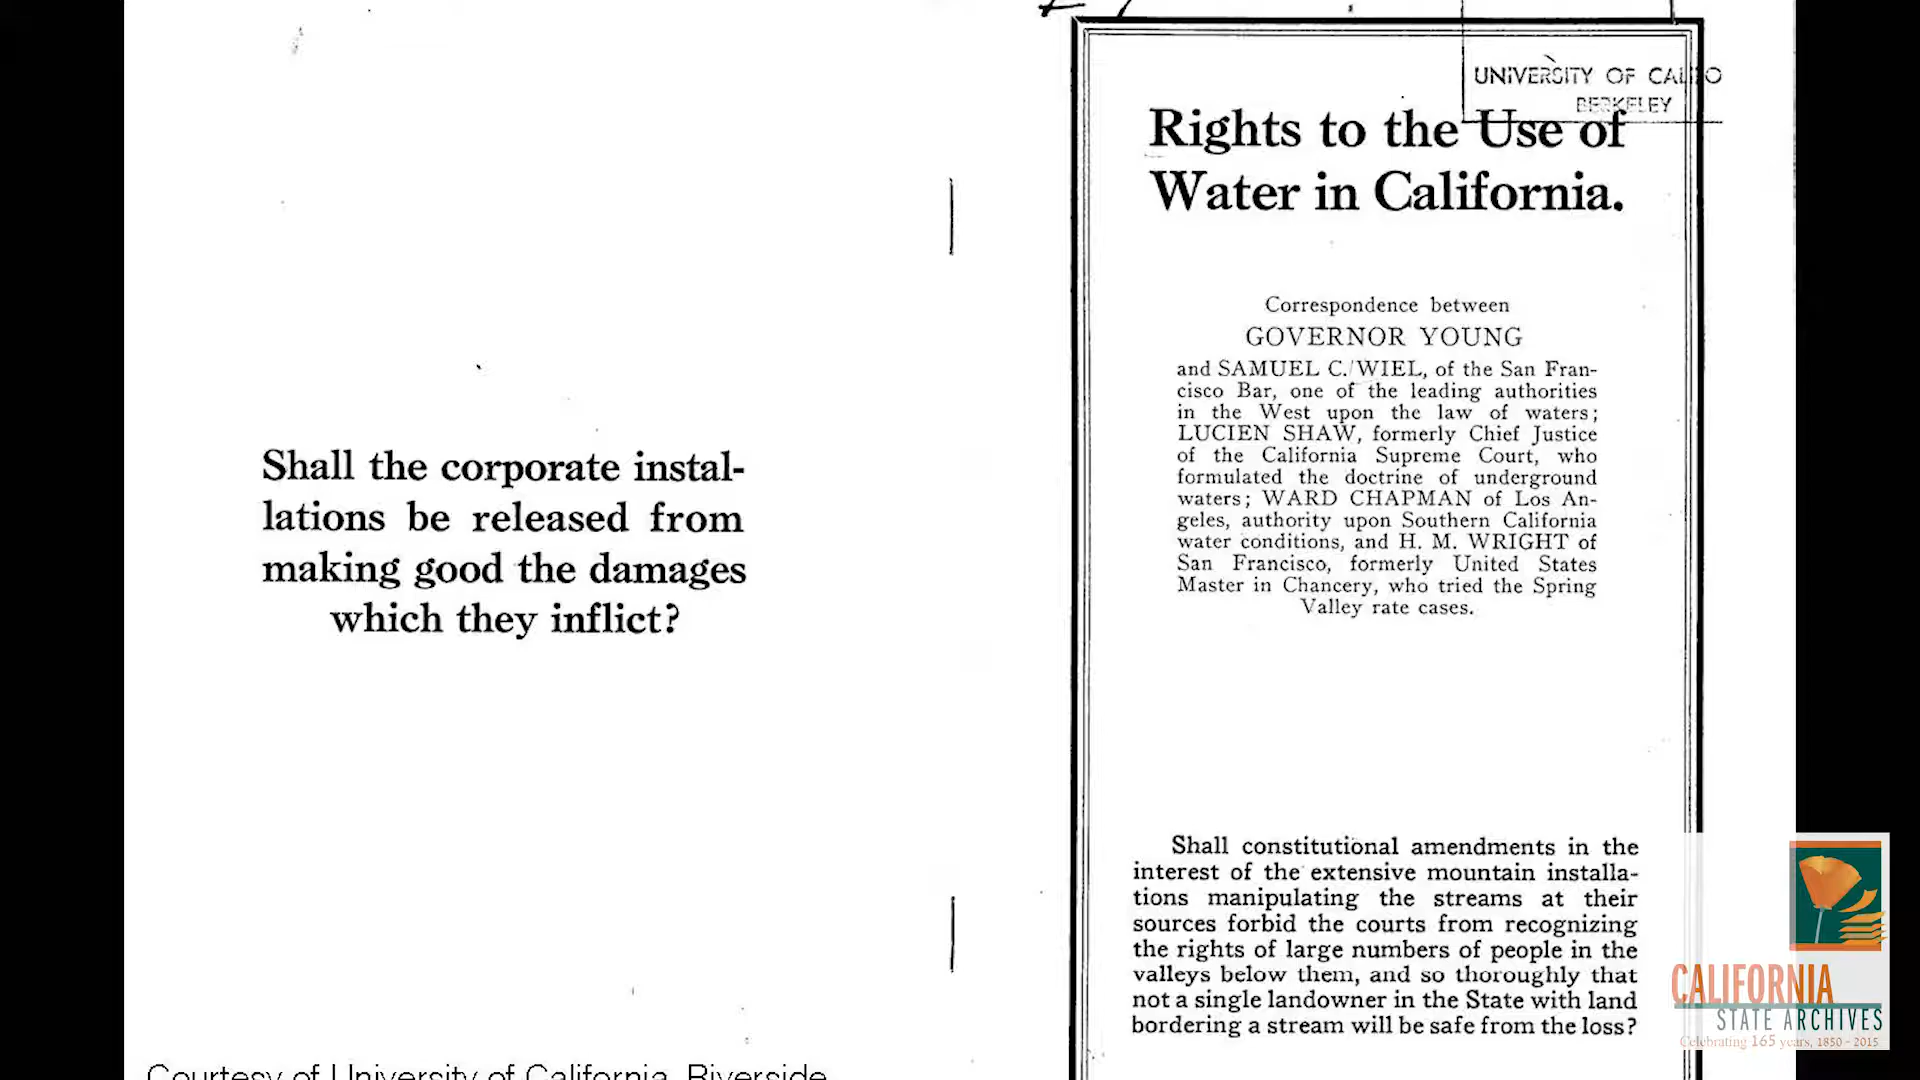 Shall the corporate instal-
lations be released from
making good the damages
which they inflict?
UNIVERSITY OF CALIFO
BERKELEY
Rights to the Use of
Water in California.
Correspondence between
GOVERNOR YOUNG
and SAMUEL C. WIEL, of the San Fran-
cisco Bar, one of the leading authorities
in the West upon the law of waters;
LUCIEN SHAW, formerly Chief Justice
of the California Supreme Court, who
formulated the doctrine of underground
waters; WARD CHAPMAN of Los An-
geles, authority upon Southern California
water conditions, and H. M. WRIGHT of
San Francisco, formerly United States
Master in Chancery, who tried the Spring
Valley rate cases.
Shall constitutional amendments in the
interest of the extensive mountain installa-
tions manipulating the streams at their
sources forbid the courts from recognizing
the rights of large numbers of people in the
valleys below them, and so thoroughly that
not a single landowner in the State with land
bordering a stream will be safe from the loss?
Courtesy of University of California, Riverside
CALIFORNIA
STATE ARCHIVES
Celebrating 165 years, 1850 - 2015